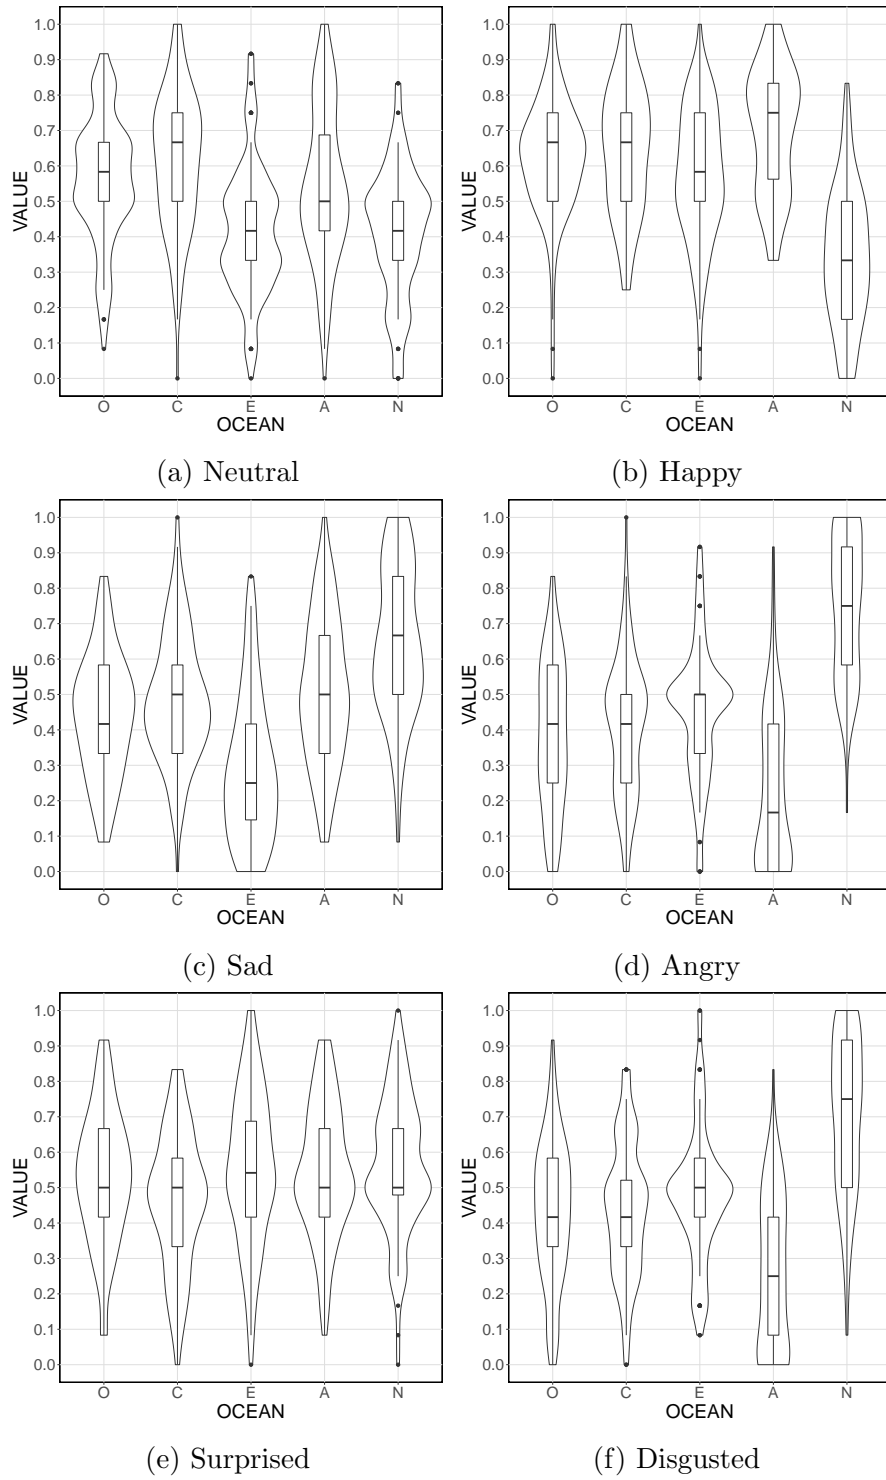 1.0
0.9
0.8
0.7
0.6
0.5
0.4
0.3
0.2
0.1
0.0
VALUE
O C E A N
OCEAN
(a) Neutral
1.0
0.9
0.8
0.7
0.6
0.5
0.4
0.3
0.2
0.1
0.0
VALUE
O C E A N
OCEAN
(b) Happy
1.0
0.9
0.8
0.7
0.6
0.5
0.4
0.3
0.2
0.1
0.0
VALUE
O C E A N
OCEAN
(c) Sad
1.0
0.9
0.8
0.7
0.6
0.5
0.4
0.3
0.2
0.1
0.0
VALUE
O C E A N
OCEAN
(d) Angry
1.0
0.9
0.8
0.7
0.6
0.5
0.4
0.3
0.2
0.1
0.0
VALUE
O C E A N
OCEAN
(e) Surprised
1.0
0.9
0.8
0.7
0.6
0.5
0.4
0.3
0.2
0.1
0.0
VALUE
O C E A N
OCEAN
(f) Disgusted